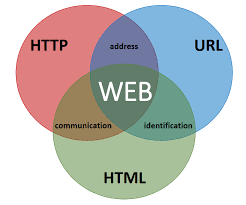 address
HTTP
URL
WEB
communication
identification
HTML